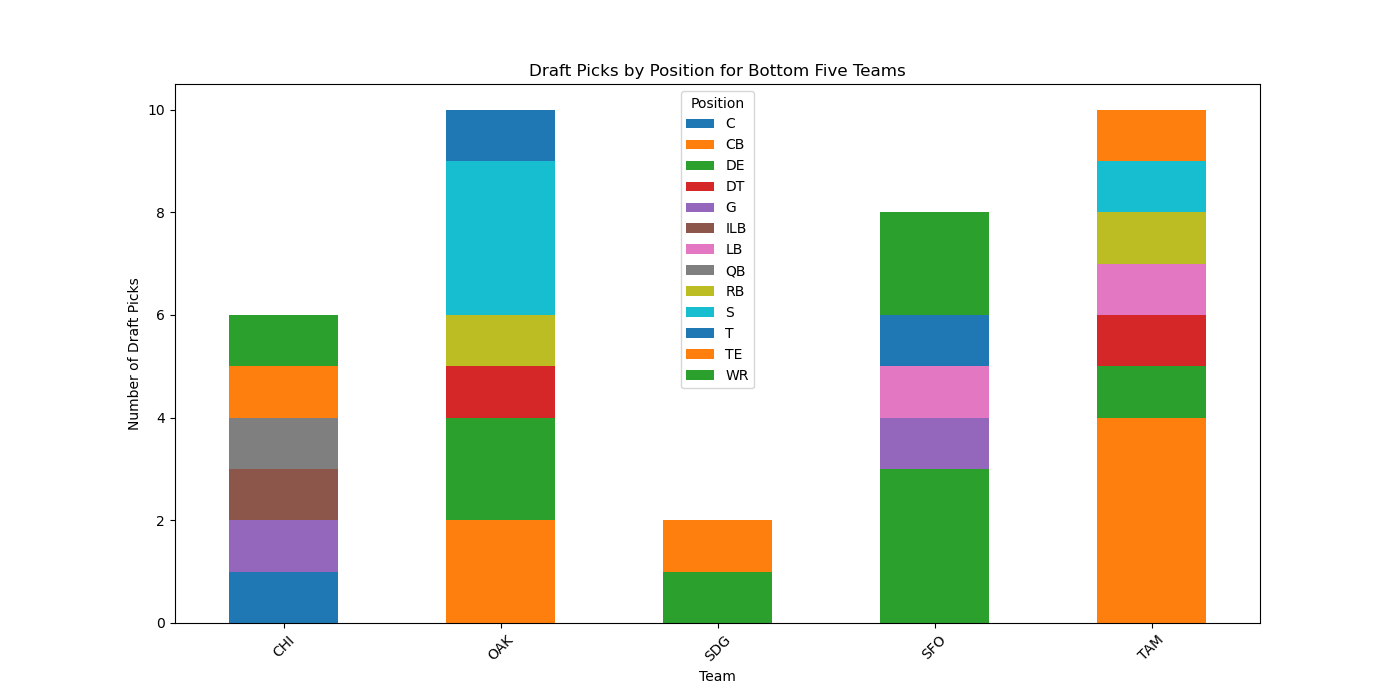 Draft Picks by Position for Bottom Five Teams
Number of Draft Picks
10
8
6
4
2
0
Position
C
CB
DE
DT
G
ILB
LB
QB
RB
S
T
TE
WR
CHI
OAK
SDG
SFO
TAM
Team